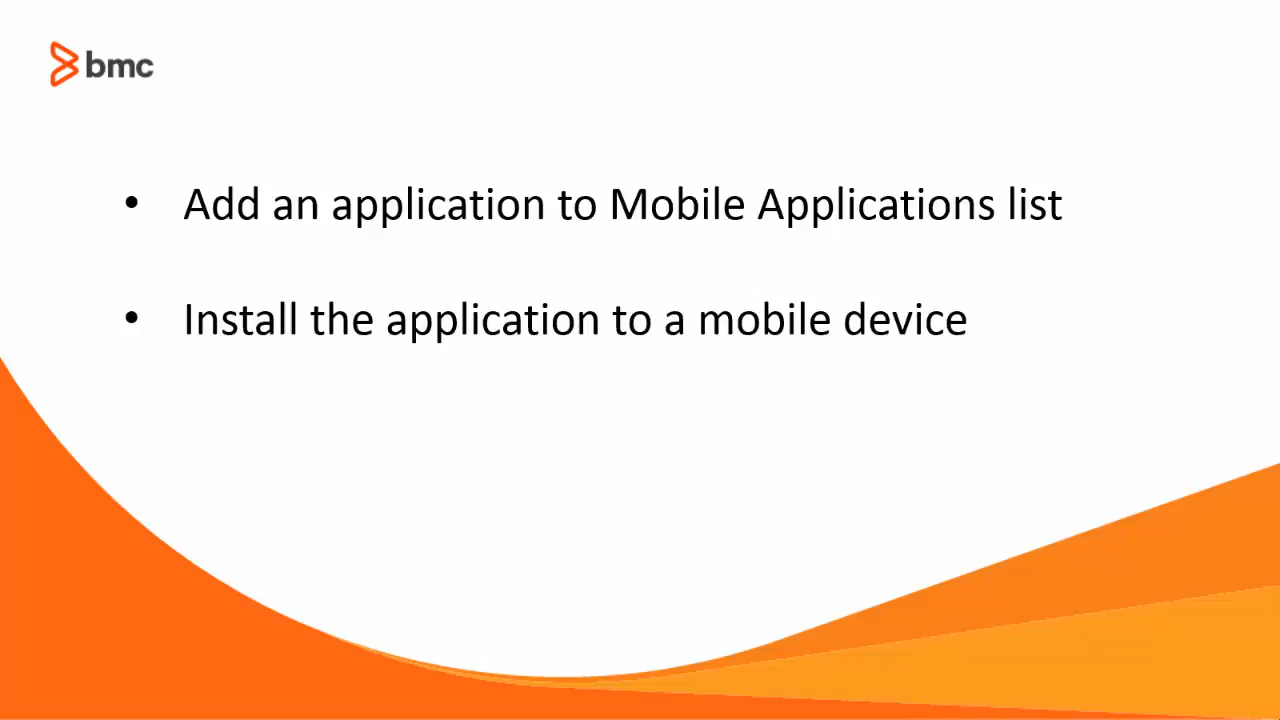 bmc
• Add an application to Mobile Applications list
• Install the application to a mobile device